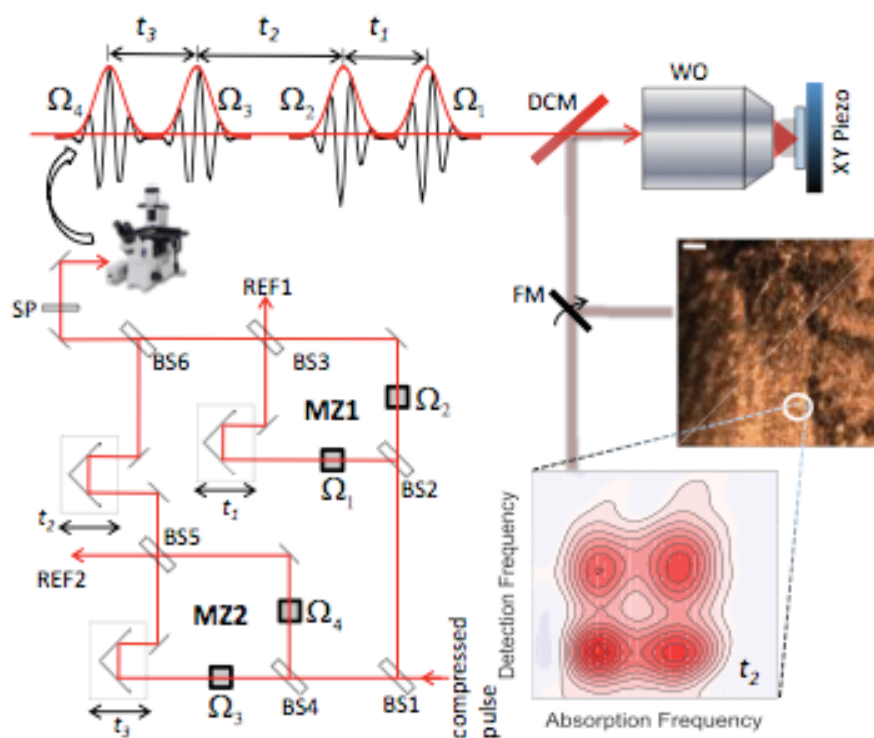 t₃
t₂
t₁
Ω₄
Ω₃
Ω₂
Ω₁
DCM
WO
XY Piezo
SP
REF1
FM
BS6
BS3
MZ1
Ω₂
Ω₁
BS2
t₁
t₂
BS5
REF2
MZ2
Ω₄
Ω₃
BS4
BS1
t₃
compressed
pulse
Detection Frequency
t₂
Absorption Frequency